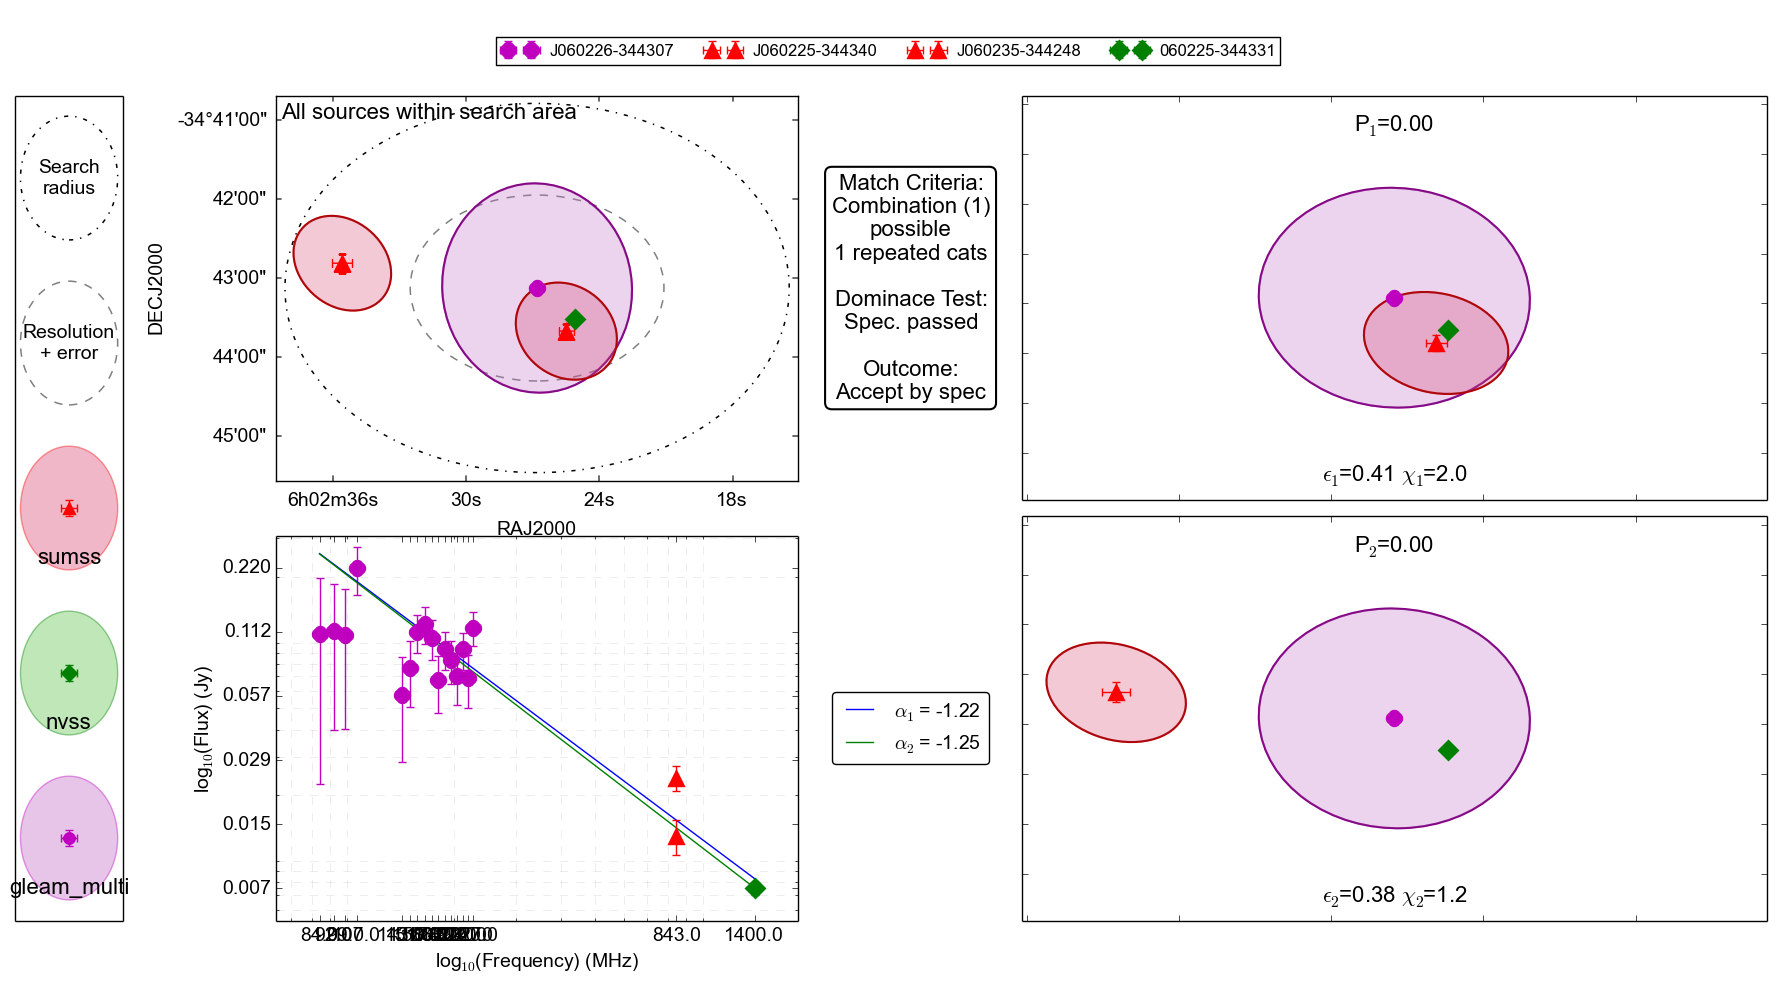 J060226-344307 J060225-344340 J060235-344248 060225-344331
Search
radius
Resolution
+ error
sumss
nvss
gleam_multi
All sources within search area
DECJ2000
-34°41'00"
42'00"
43'00"
44'00"
45'00"
6h02m36s 30s 24s 18s
RAJ2000
Match Criteria:
Combination (1)
possible
1 repeated cats
Dominace Test:
Spec. passed
Outcome:
Accept by spec
P₁=0.00
ϵ₁=0.41 χ₁=2.0
log₁₀(Flux) (Jy)
0.220
0.112
0.057
0.029
0.015
0.007
843.0 1400.0
log₁₀(Frequency) (MHz)
α₁ = -1.22
α₂ = -1.25
P₂=0.00
ϵ₂=0.38 χ₂=1.2